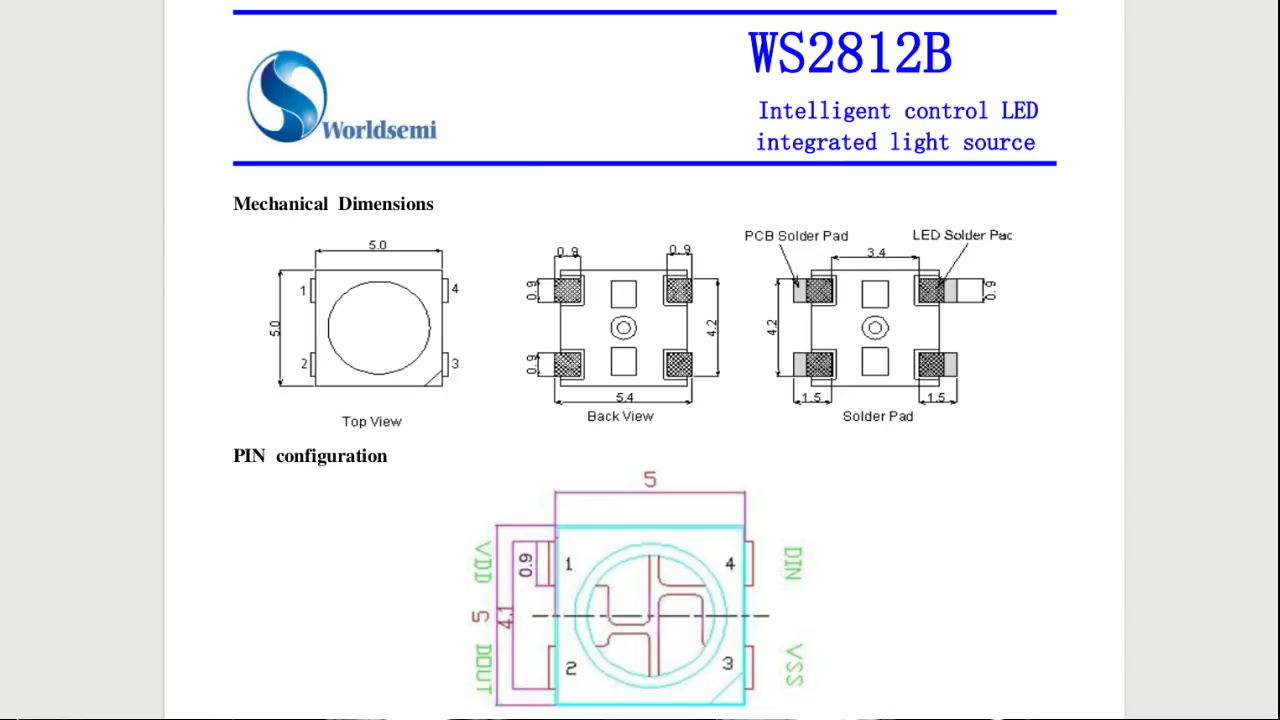 WS2812B
Worldsemi
Intelligent control LED
integrated light source
Mechanical Dimensions
PCB Solder Pad
LED Solder Pad
5.0
0.9
0.9
3.4
1
4
0.9
0.9
5.0
4.2
4.2
2
3
0.9
5.4
1.5
1.5
Top View
Back View
Solder Pad
PIN configuration
5
VDD
0.9
1
4
DIN
5
4.1
DOUT
2
3
VSS